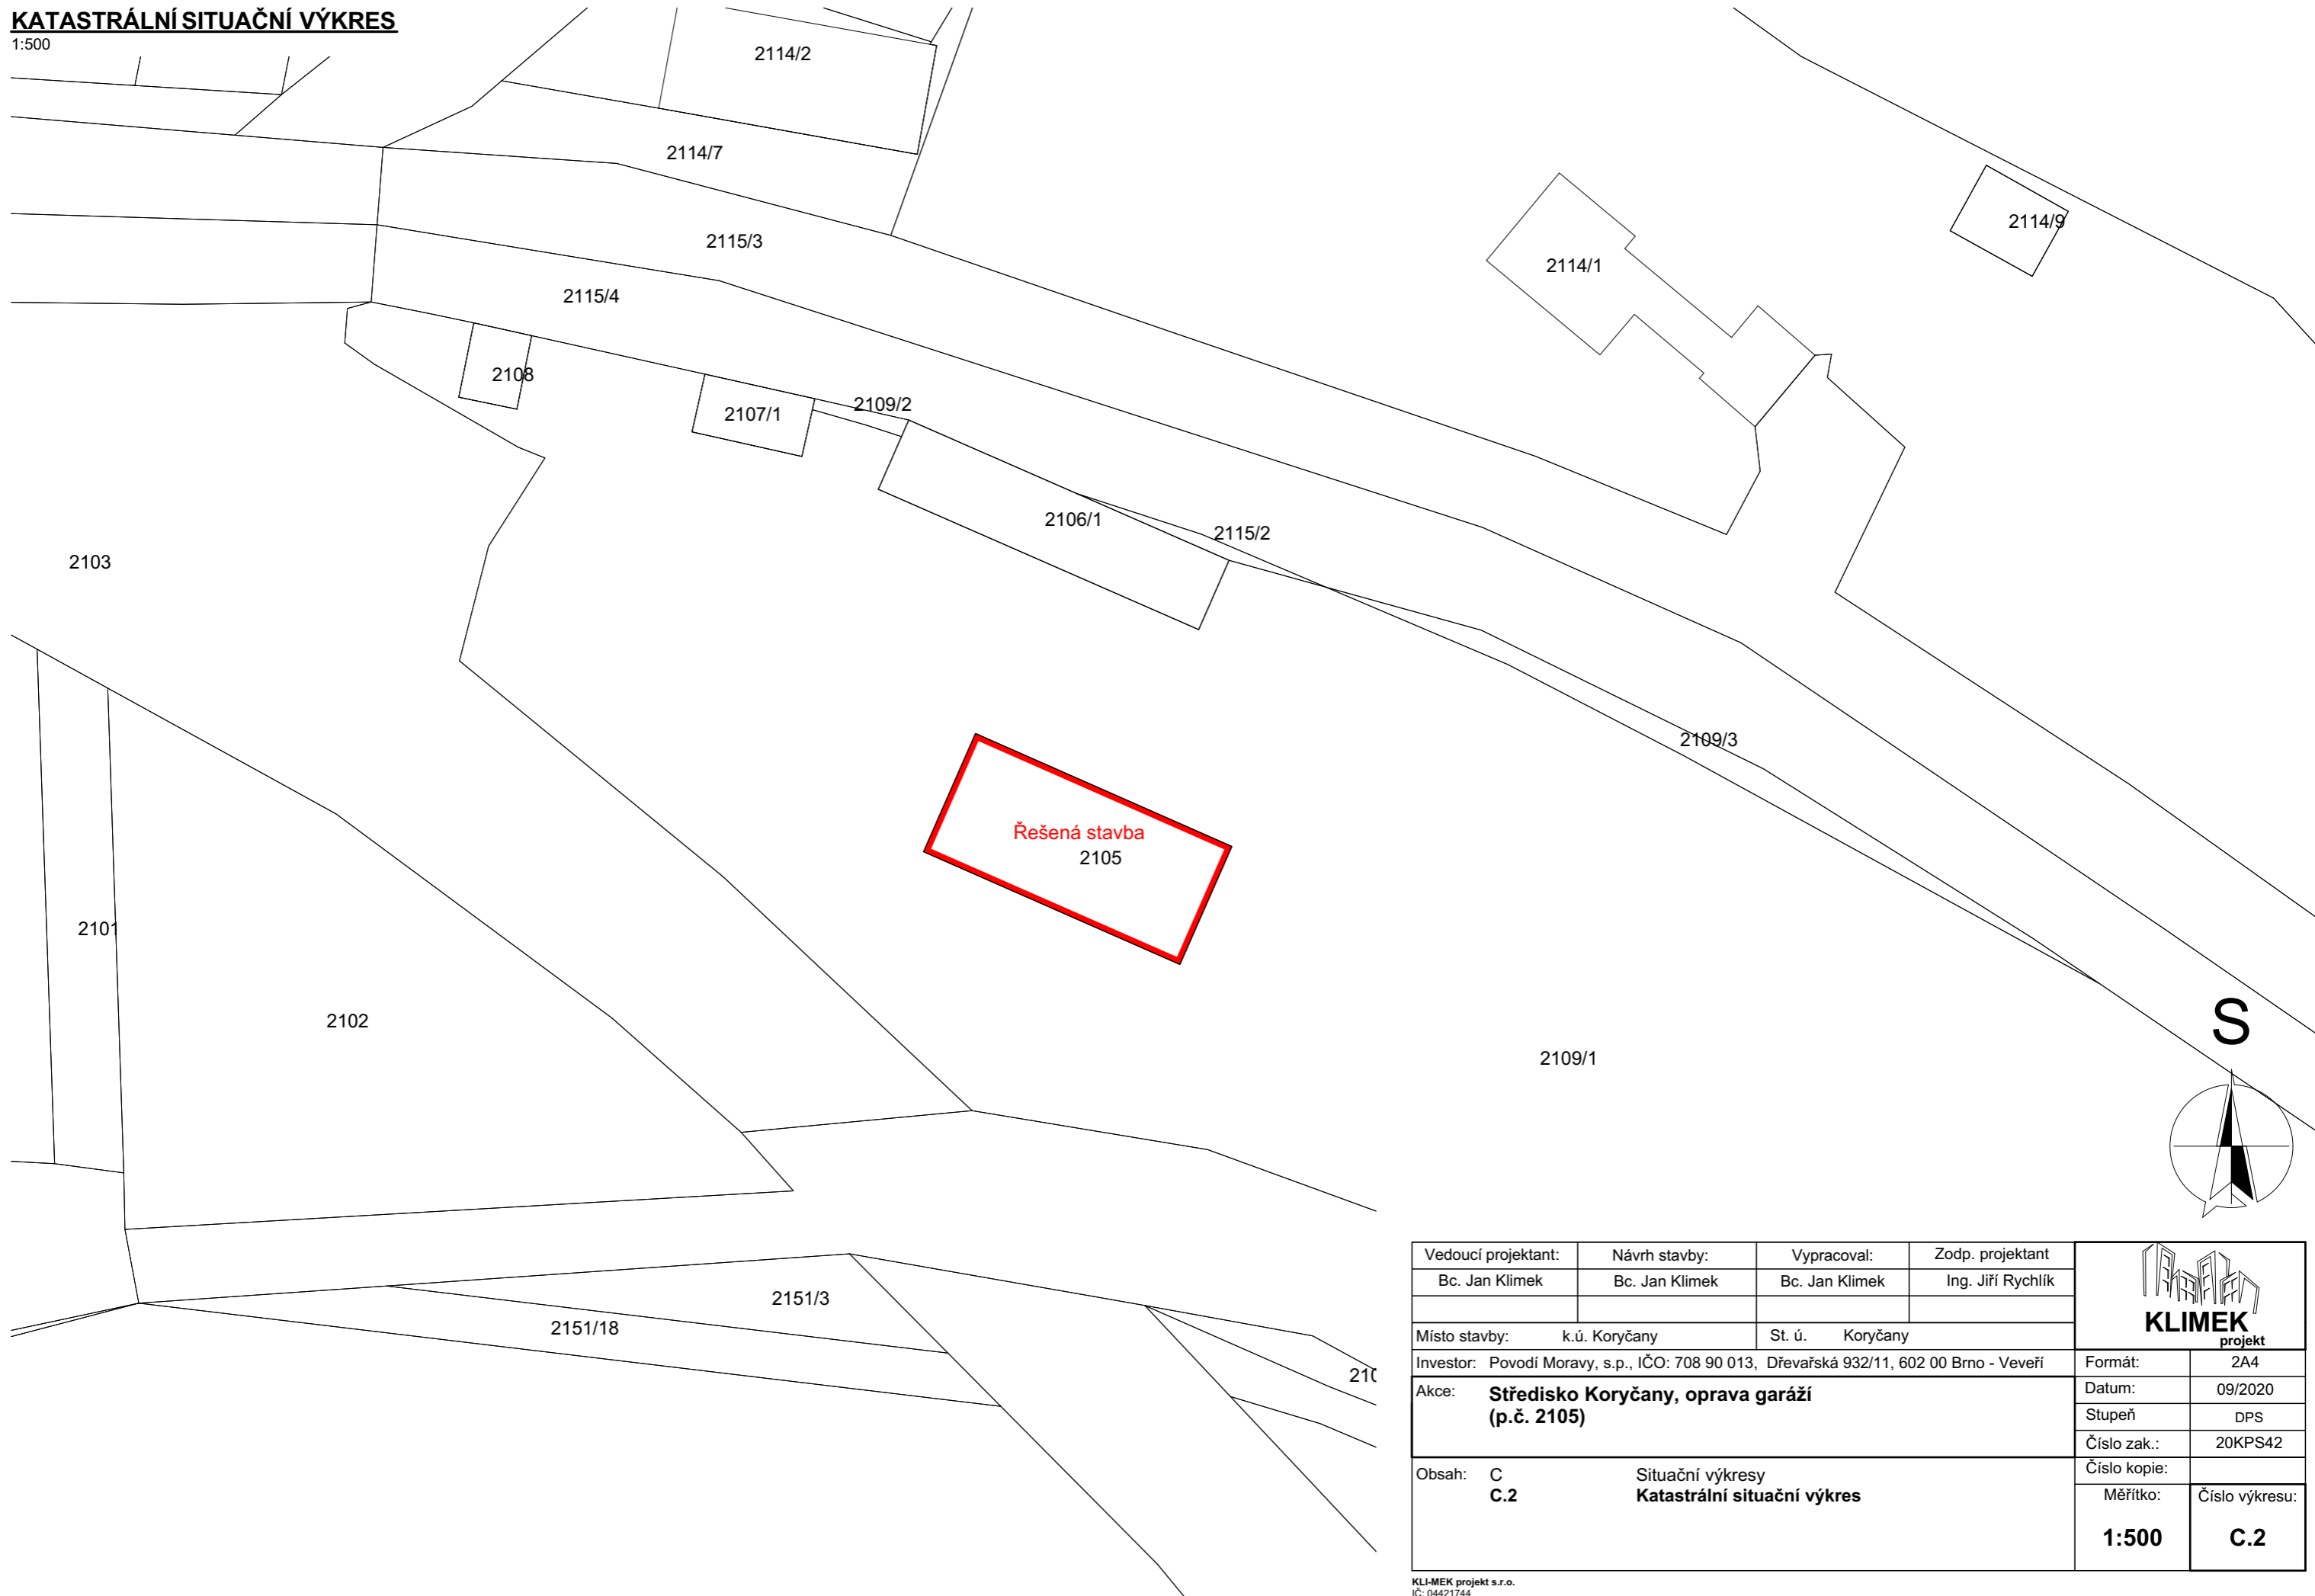 KATASTRÁLNÍ SITUAČNÍ VÝKRES
1:500
2114/2
2114/7
2115/3
2114/9
2114/1
2115/4
2108
2107/1
2109/2
2106/1
2115/2
2103
2109/3
Řešená stavba
2105
2101
2102
S
2109/1
2151/3
2151/18
210
Vedoucí projektant: Návrh stavby: Vypracoval: Zodp. projektant
Bc. Jan Klimek Bc. Jan Klimek Bc. Jan Klimek Ing. Jiří Rychlík
KLIMEK
projekt
Místo stavby: k.ú. Koryčany St. ú. Koryčany
Investor: Povodí Moravy, s.p., IČO: 708 90 013, Dřevařská 932/11, 602 00 Brno - Veveří
Formát: 2A4
Akce: Středisko Koryčany, oprava garáží
(p.č. 2105)
Datum: 09/2020
Stupeň DPS
Číslo zak.: 20KPS42
Číslo kopie:
Obsah: C Situační výkresy
C.2 Katastrální situační výkres
Měřítko: Číslo výkresu:
1:500 C.2
KLI-MEK projekt s.r.o.
IČ: 04421744